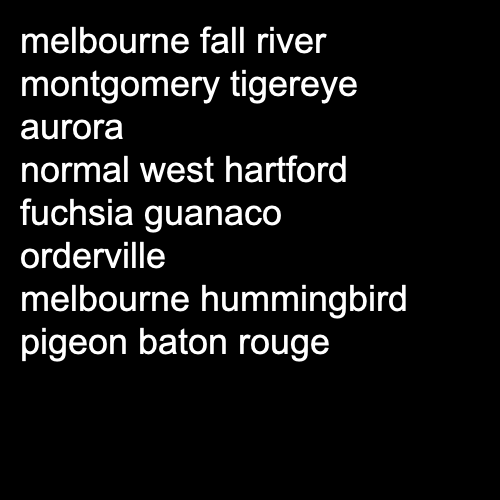 melbourne fall river
montgomery tigereye
aurora
normal west hartford
fuchsia guanaco
orderville
melbourne hummingbird
pigeon baton rouge